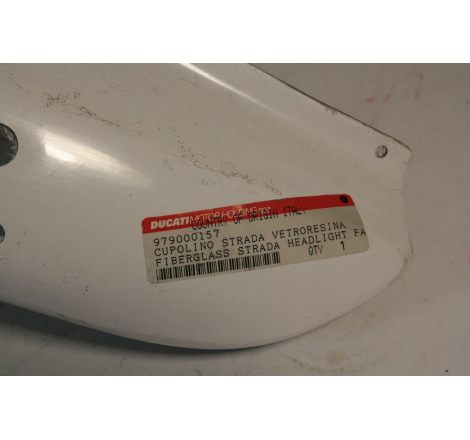 DUCATI MOTOR HOLDING spa
COUNTRY OF ORIGIN ITALY
979000157
CUPOLINO STRADA VETRORESINA
FIBERGLASS STRADA HEADLIGHT FA
QTY 1